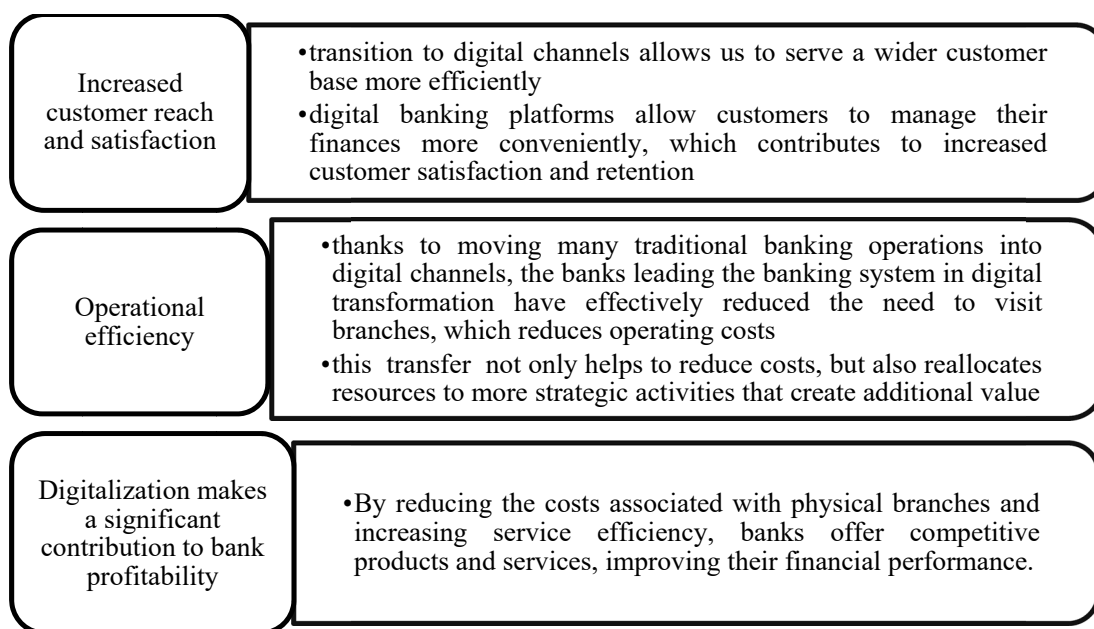 Increased
customer reach
and satisfaction
•transition to digital channels allows us to serve a wider customer
base more efficiently
•digital banking platforms allow customers to manage their
finances more conveniently, which contributes to increased
customer satisfaction and retention
Operational
efficiency
•thanks to moving many traditional banking operations into
digital channels, the banks leading the banking system in digital
transformation have effectively reduced the need to visit
branches, which reduces operating costs
•this transfer not only helps to reduce costs, but also reallocates
resources to more strategic activities that create additional value
Digitalization makes
a significant
contribution to bank
profitability
•By reducing the costs associated with physical branches and
increasing service efficiency, banks offer competitive
products and services, improving their financial performance.